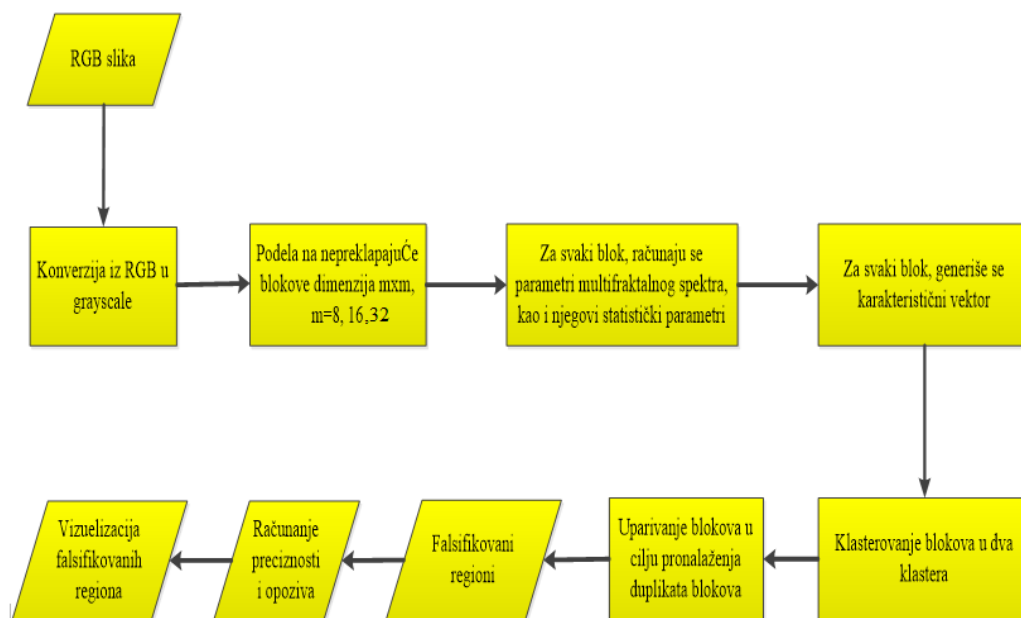 RGB slika
Konverzija iz RGB u
grayscale
Podela na nepreklapajuĆe
blokove dimenzija mxm,
m=8, 16,32
Za svaki blok, računaju se
parametri multifraktalnog spektra,
kao i njegovi statistički parametri
Za svaki blok, generiše se
karakteristični vektor
Klasterovanje blokova u dva
klastera
Uparivanje blokova u
cilju pronalaženja
duplikata blokova
Falsifikovani
regioni
Računanje
preciznosti
i opoziva
Vizuelizacija
falsifikovanih
regiona